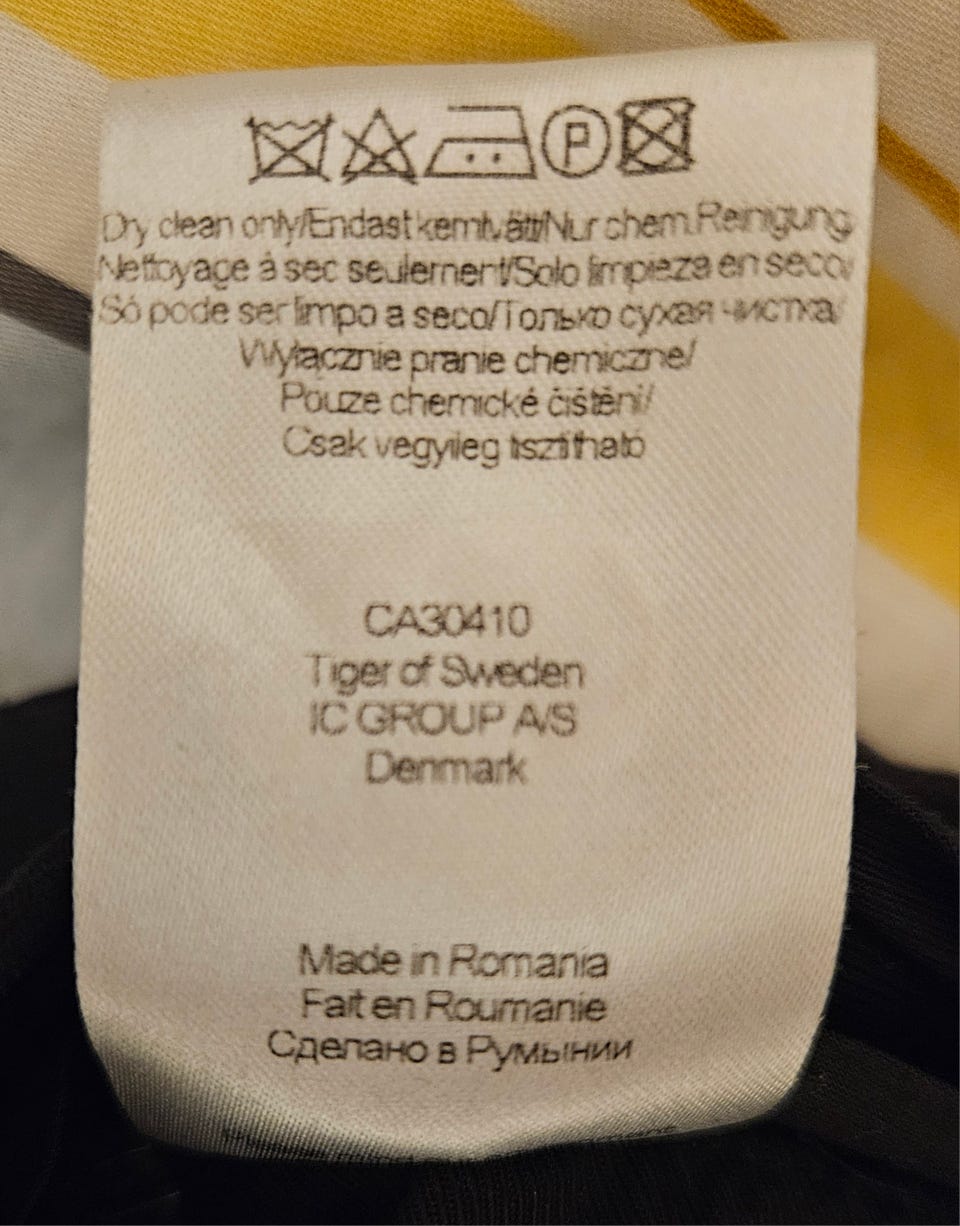 P
Dry clean only/Endast kemtvätt/Nur chem.Reinigung/
Nettoyage à sec seulement/Solo limpieza en seco/
Só pode ser limpo a seco/Только сухая чистка/
Wyłącznie pranie chemiczne/
Pouze chemické čištění/
Csak vegyileg tisztítható
CA30410
Tiger of Sweden
IC GROUP A/S
Denmark
Made in Romania
Fait en Roumanie
Сделано в Румынии